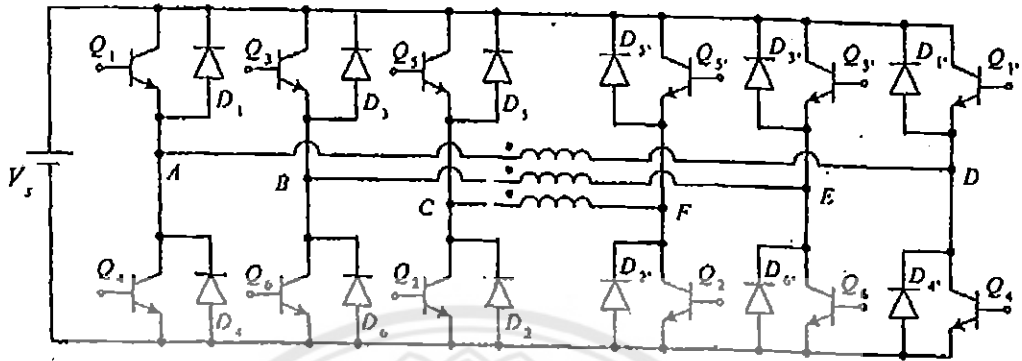 Q₁ D₁ Q₃ D₃ Q₅ D₅ D₅' Q₅' D₃' Q₃' D₁' Q₁'
V_s A B C F E D
Q₄ D₄ Q₆ D₆ Q₂ D₂ D₂' Q₂ D₆' Q₆ D₄' Q₄